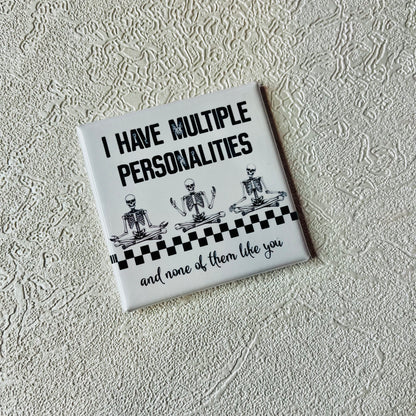 I HAVE MULTIPLE
PERSONALITIES
and none of them like you